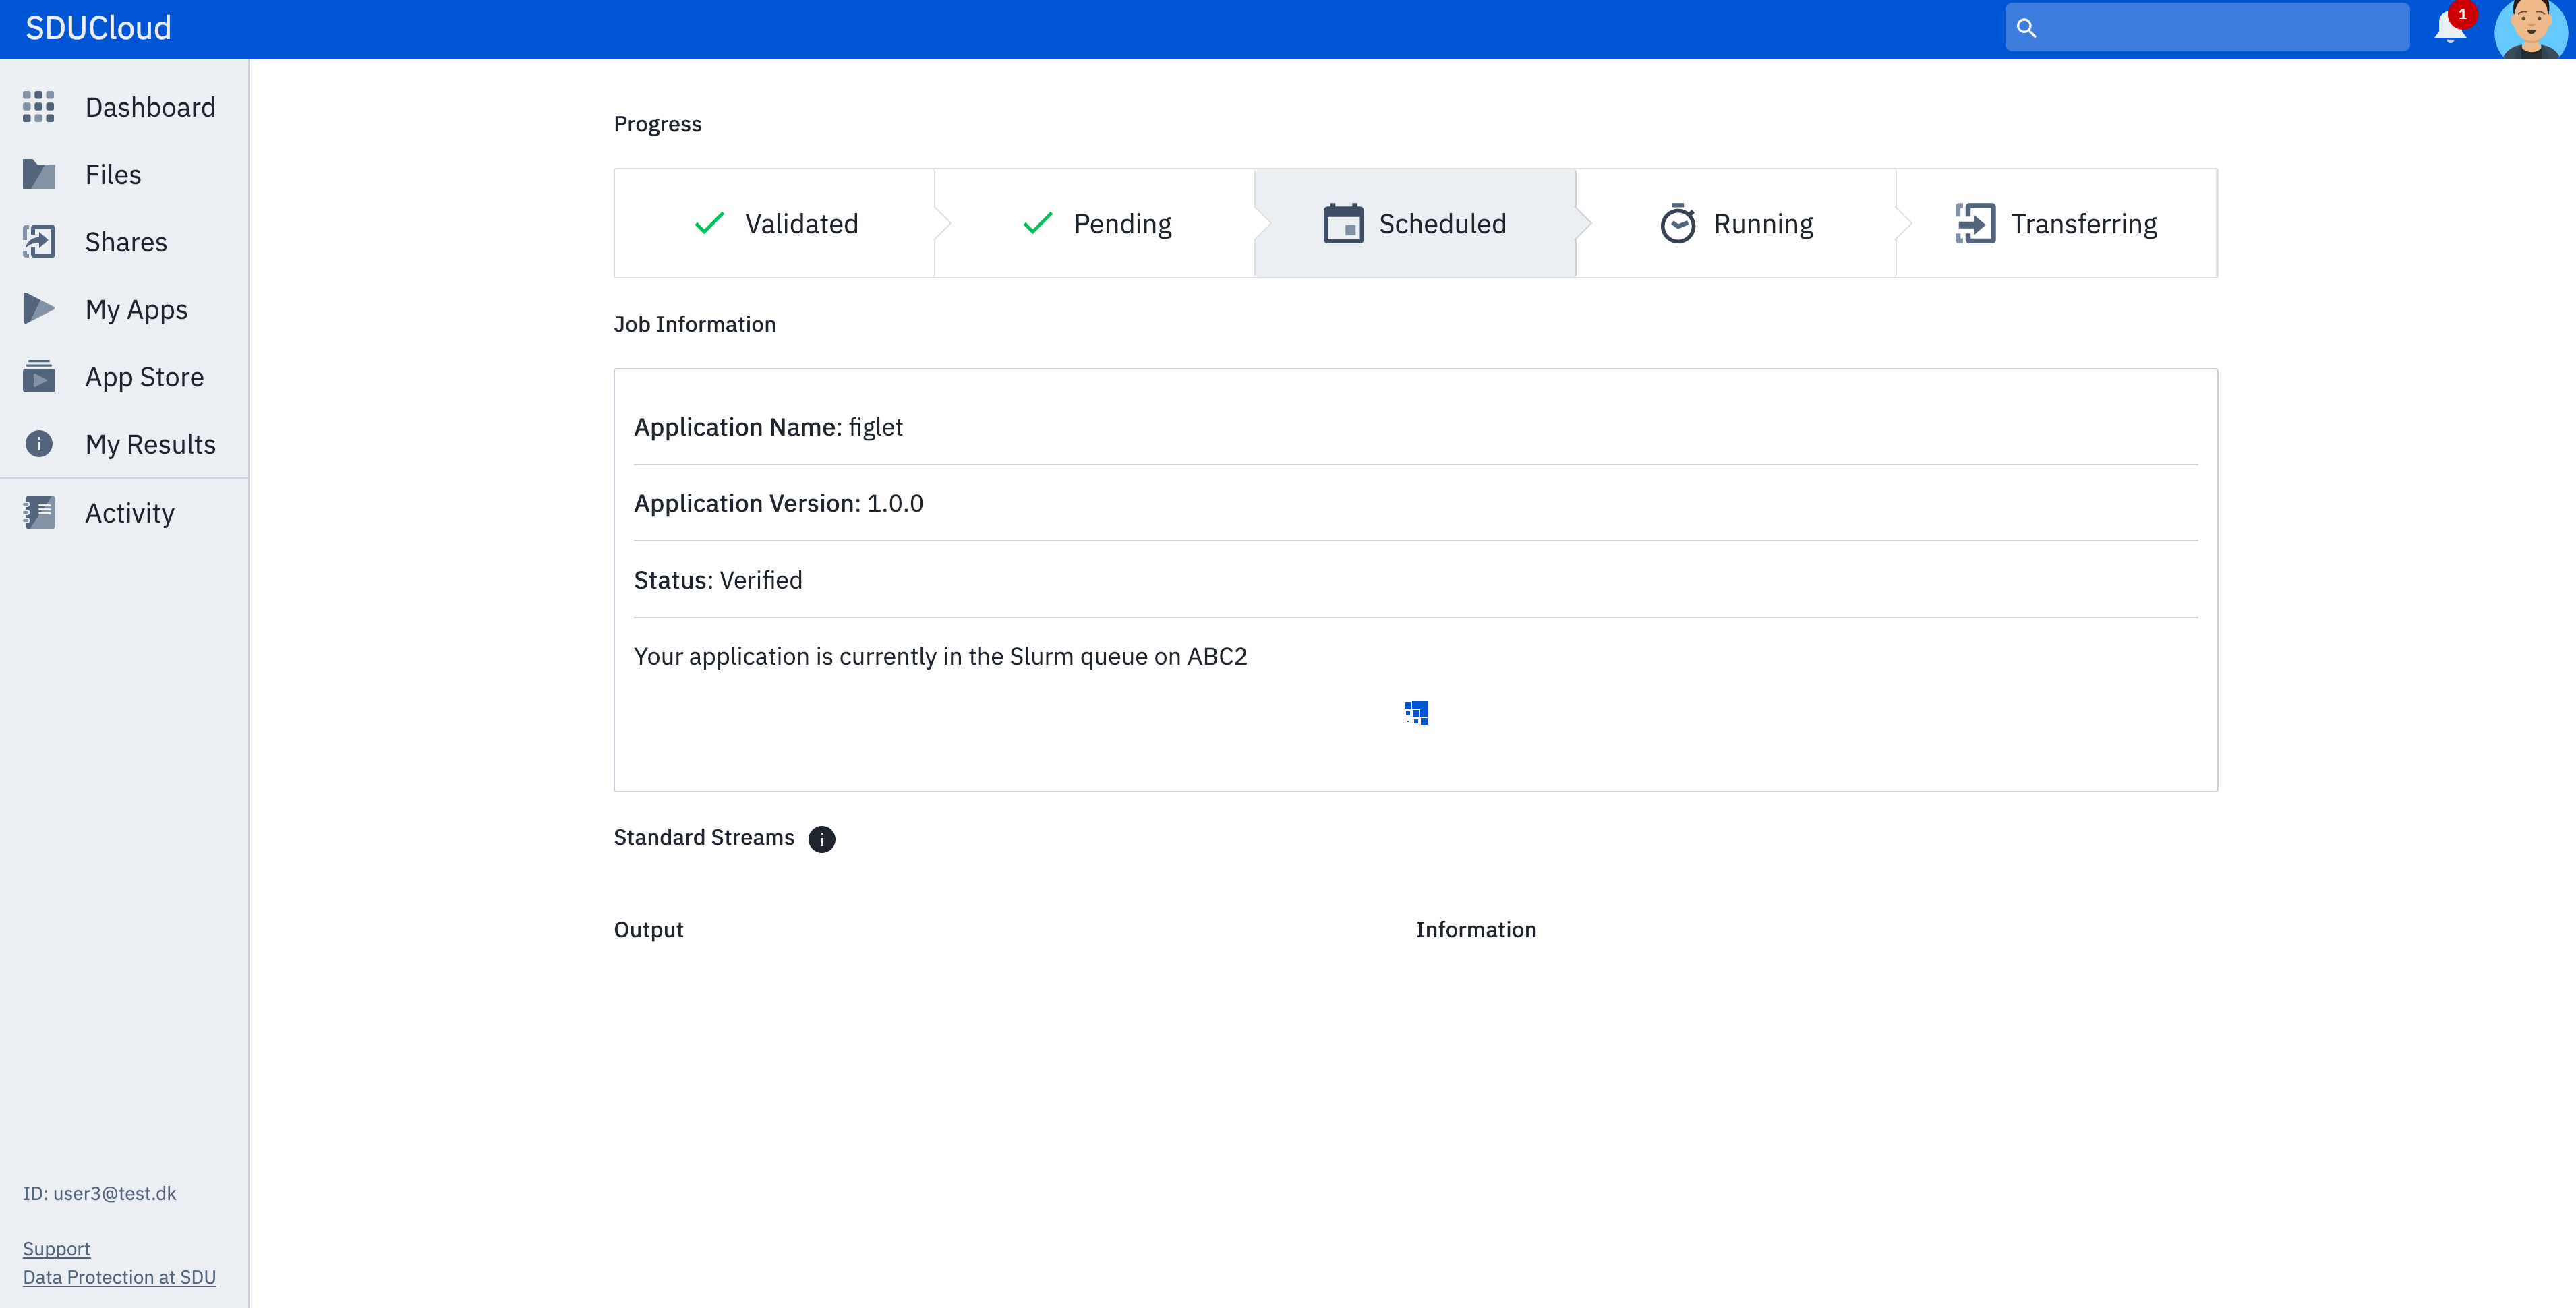 SDUCloud
1
Dashboard
Files
Shares
My Apps
App Store
My Results
Activity
ID: user3@test.dk
Support
Data Protection at SDU
Progress
Validated
Pending
Scheduled
Running
Transferring
Job Information
Application Name: figlet
Application Version: 1.0.0
Status: Verified
Your application is currently in the Slurm queue on ABC2
Standard Streams
Output
Information